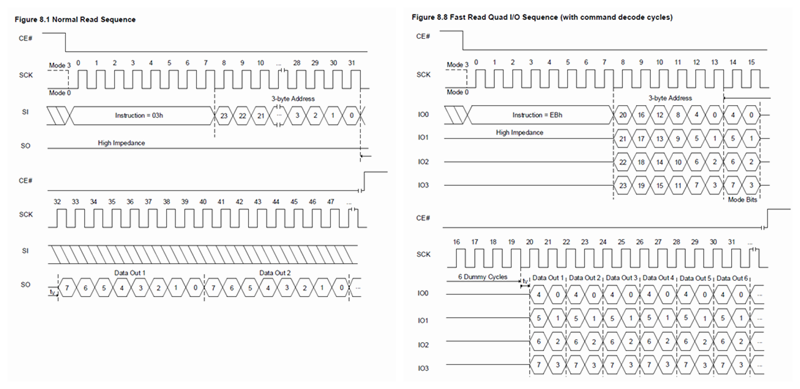 Figure 8.1 Normal Read Sequence
CE#
Mode 3 0 1 2 3 4 5 6 7 8 9 10 ... 28 29 30 31
SCK
Mode 0
3-byte Address
SI Instruction = 03h 23 22 21 ... 3 2 1 0
SO High Impedance
CE#
32 33 34 35 36 37 38 39 40 41 42 43 44 45 46 47 ...
SCK
SI
Data Out 1 Data Out 2
SO tV 7 6 5 4 3 2 1 0 7 6 5 4 3 2 1 0 ...
Figure 8.8 Fast Read Quad I/O Sequence (with command decode cycles)
CE#
Mode 3 0 1 2 3 4 5 6 7 8 9 10 11 12 13 14 15
SCK
Mode 0
3-byte Address
IO0 Instruction = EBh 20 16 12 8 4 0 4 0
IO1 High Impedance 21 17 13 9 5 1 5 1
IO2 22 18 14 10 6 2 6 2
IO3 23 19 15 11 7 3 7 3
Mode Bits
CE#
16 17 18 19 20 21 22 23 24 25 26 27 28 29 30 31 ...
SCK
6 Dummy Cycles tV Data Out 1 Data Out 2 Data Out 3 Data Out 4 Data Out 5 Data Out 6
IO0 4 0 4 0 4 0 4 0 4 0 4 0 ...
IO1 5 1 5 1 5 1 5 1 5 1 5 1 ...
IO2 6 2 6 2 6 2 6 2 6 2 6 2 ...
IO3 7 3 7 3 7 3 7 3 7 3 7 3 ...